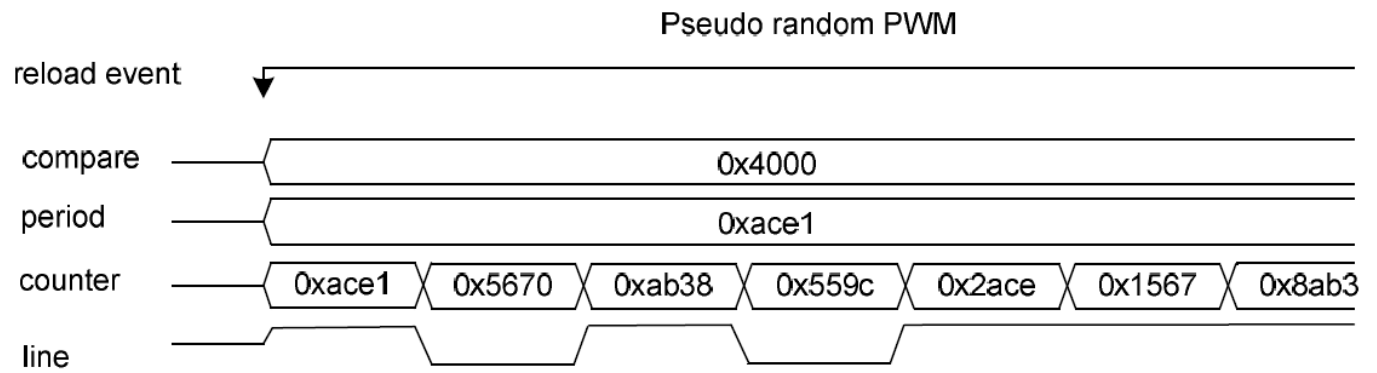 Pseudo random PWM
reload event
compare 0x4000
period 0xace1
counter 0xace1 0x5670 0xab38 0x559c 0x2ace 0x1567 0x8ab3
line